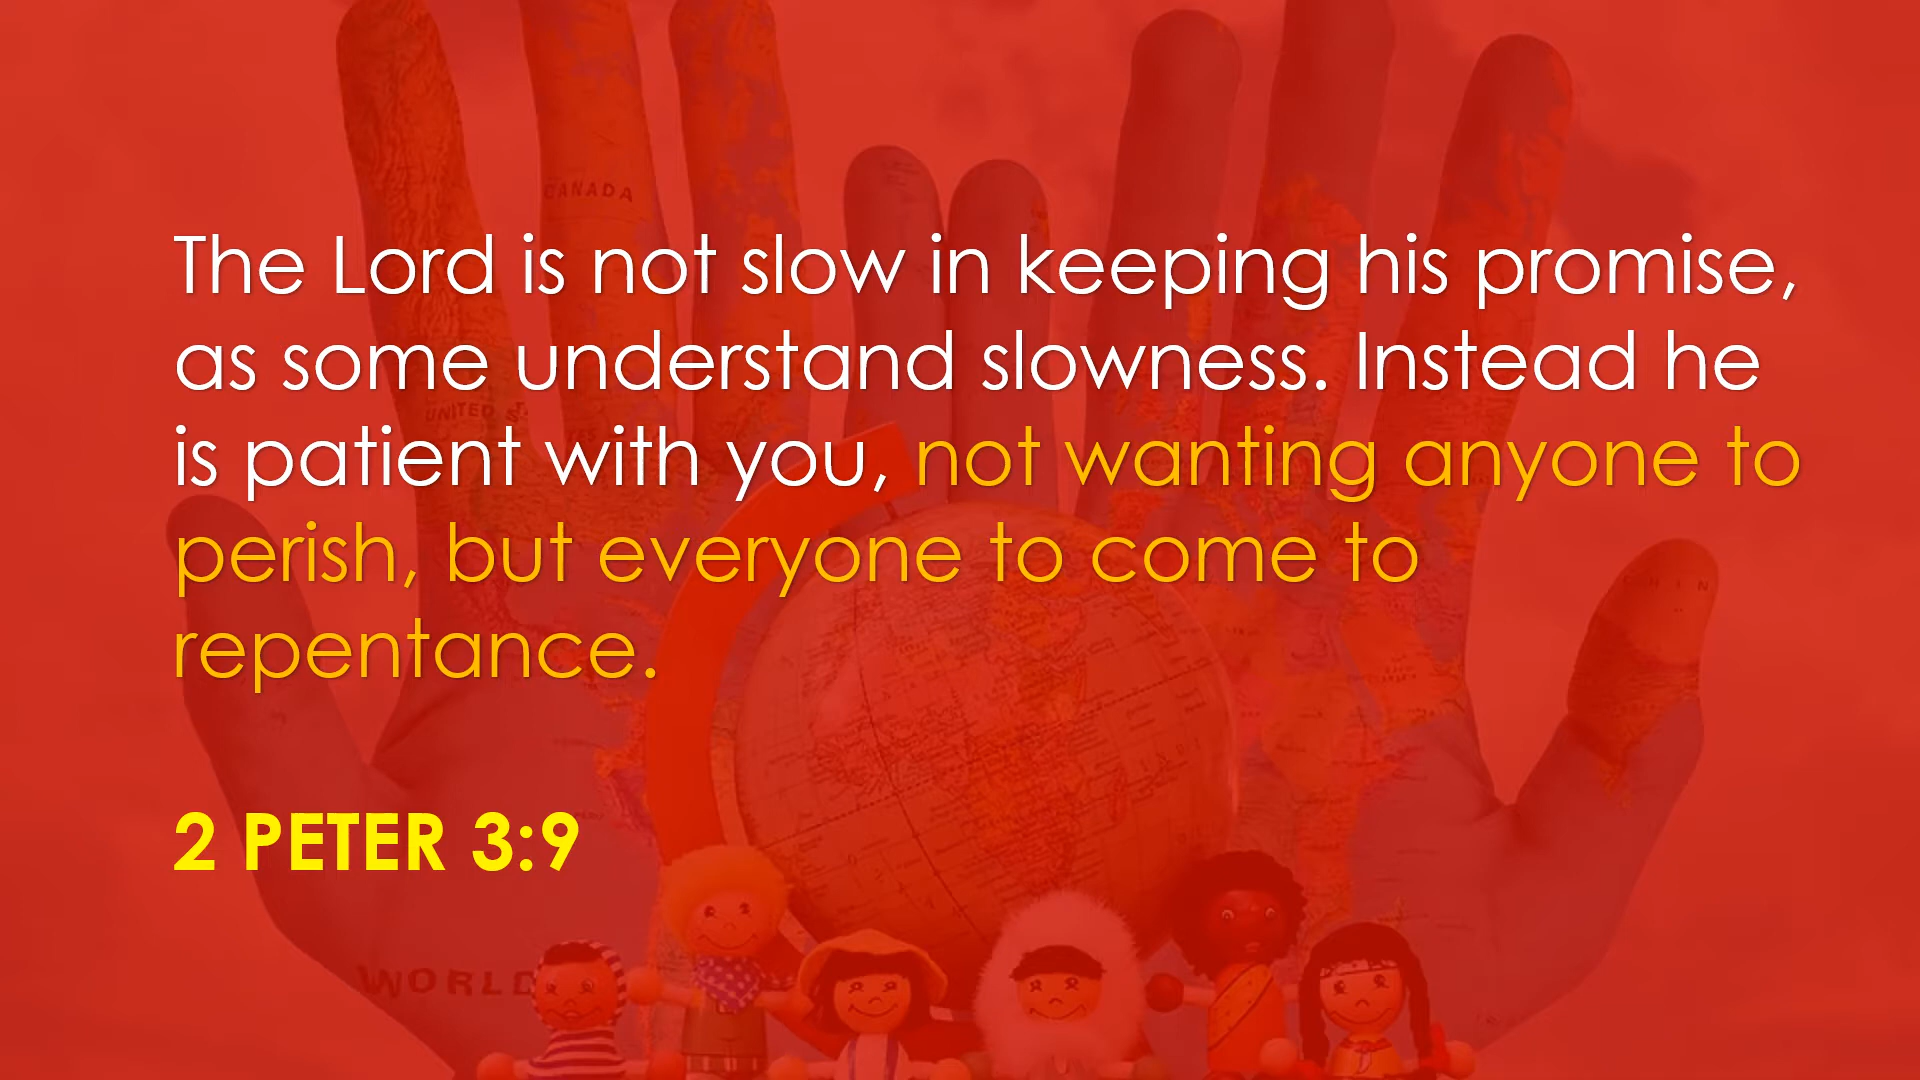 The Lord is not slow in keeping his promise,
as some understand slowness. Instead he
is patient with you, not wanting anyone to
perish, but everyone to come to
repentance.
2 PETER 3:9
CANADA
UNITED S
WORLD